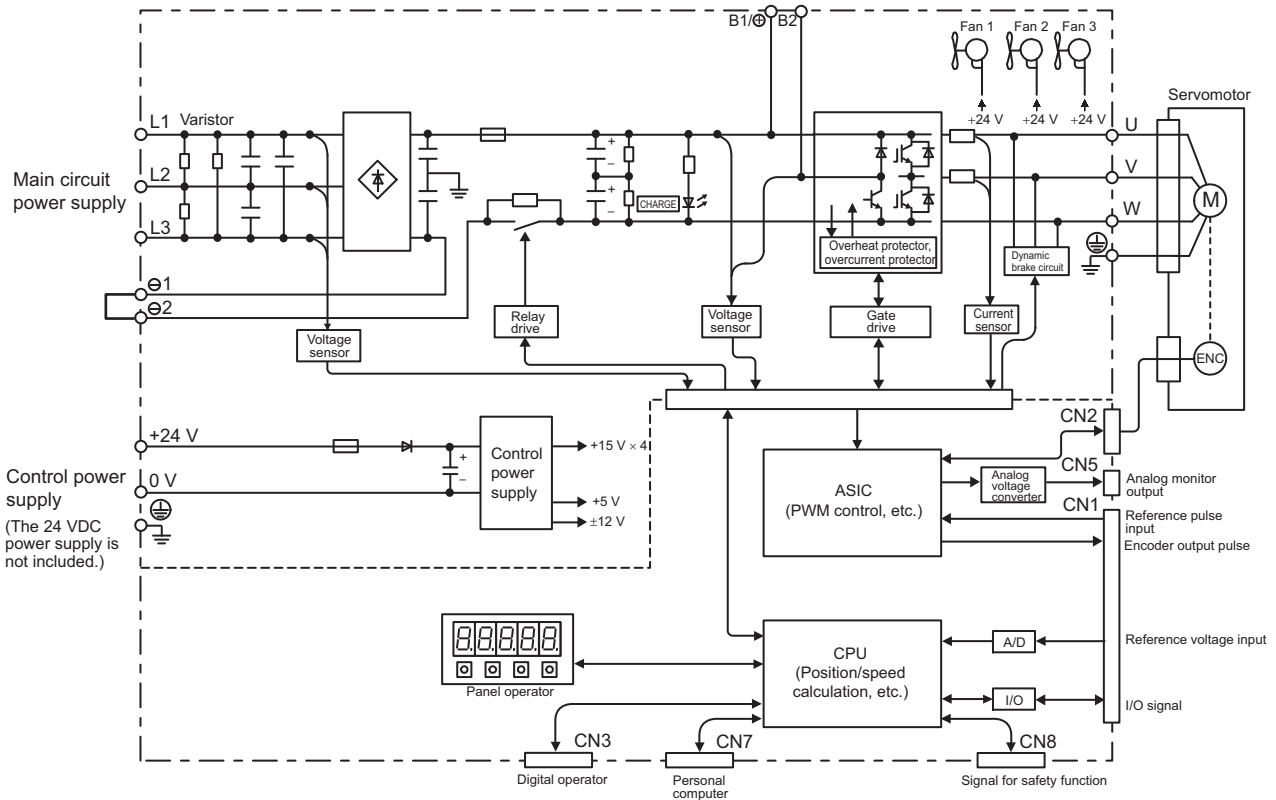 B1/⊕ B2
Fan 1 Fan 2 Fan 3
+24 V +24 V +24 V
Servomotor
L1 Varistor
U
Main circuit
power supply
L2
V
CHARGE
M
L3
W
Overheat protector,
overcurrent protector
Dynamic
brake circuit
⊖1
⊖2
Relay
drive
Voltage
sensor
Gate
drive
Current
sensor
Voltage
sensor
ENC
CN2
+24 V
+15 V × 4
Control power
supply
Control
power
supply
0 V
+5 V
±12 V
(The 24 VDC
power supply is
not included.)
ASIC
(PWM control, etc.)
Analog
voltage
converter
CN5
Analog monitor
output
CN1
Reference pulse
input
Encoder output pulse
8.8.8.8.8.
Panel operator
CPU
(Position/speed
calculation, etc.)
A/D
Reference voltage input
I/O
I/O signal
CN3 CN7 CN8
Digital operator
Personal
computer
Signal for safety function
+
–
+
–
+
–